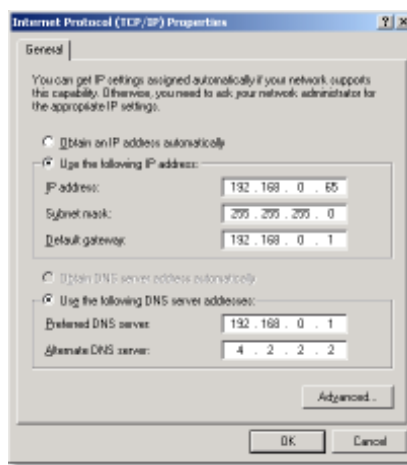 Internet Protocol (TCP/IP) Properties
? ×
General
You can get IP settings assigned automatically if your network supports
this capability. Otherwise, you need to ask your network administrator for
the appropriate IP settings.
Obtain an IP address automatically
Use the following IP address:
IP address: 192 . 168 . 0 . 65
Subnet mask: 255 . 255 . 255 . 0
Default gateway: 192 . 168 . 0 . 1
Obtain DNS server address automatically
Use the following DNS server addresses:
Preferred DNS server: 192 . 168 . 0 . 1
Alternate DNS server: 4 . 2 . 2 . 2
Advanced...
OK Cancel